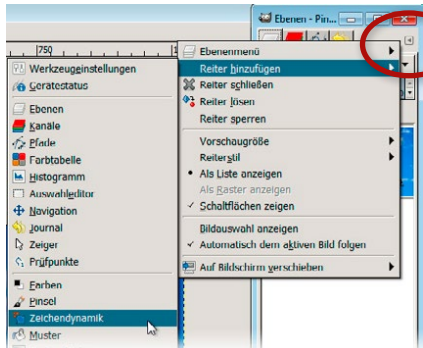 Ebenen - Pin...
750
1
Ebenenmenü
Reiter hinzufügen
Reiter schließen
Reiter lösen
Reiter sperren
Vorschaugröße
Reiterstil
Als Liste anzeigen
Als Raster anzeigen
Schaltflächen zeigen
Bildauswahl anzeigen
Automatisch dem aktiven Bild folgen
Auf Bildschirm verschieben
Werkzeugeinstellungen
Gerätestatus
Ebenen
Kanäle
Pfade
Farbtabelle
Histogramm
Auswahleditor
Navigation
Journal
Zeiger
Prüfpunkte
Farben
Pinsel
Zeichendynamik
Muster